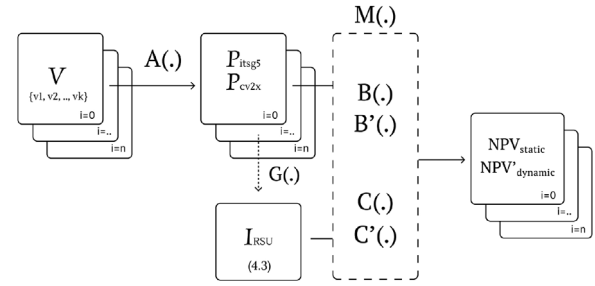 M(.)
V
{v1, v2, .., vk}
i=0
i=..
i=n
A(.)
Pitsg5
Pcv2x
i=0
i=..
i=n
G(.)
IRSU
(4.3)
B(.)
B’(.)
C(.)
C’(.)
NPVstatic
NPV’dynamic
i=0
i=..
i=n